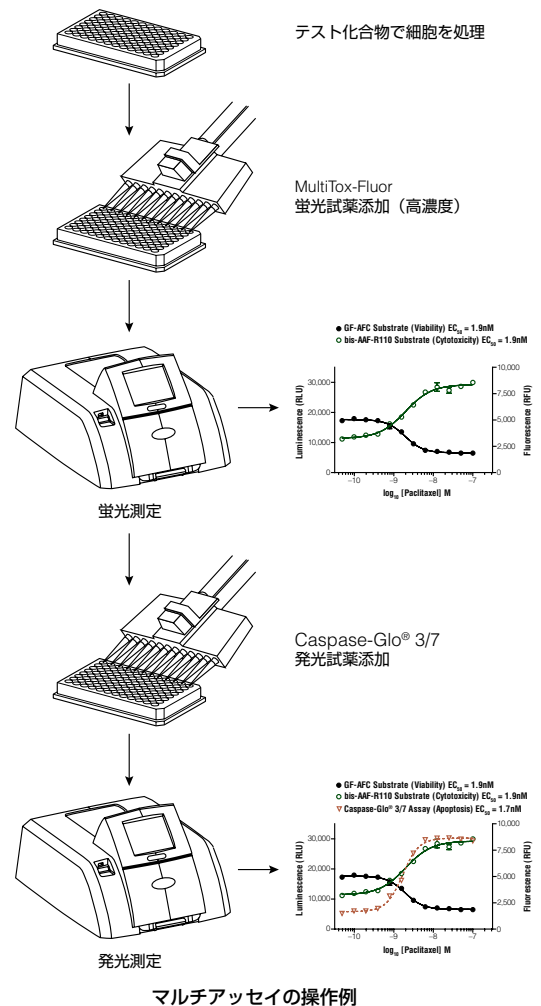 テスト化合物で細胞を処理
MultiTox-Fluor
蛍光試薬添加（高濃度）
GF-AFC Substrate (Viability) EC50 = 1.9nM
bis-AAF-R110 Substrate (Cytotoxicity) EC50 = 1.9nM
Luminescence (RLU)
30,000
20,000
10,000
0
10,000
7,500
5,000
2,500
0
Fluorescence (RFU)
–10 –9 –8 –7
log10 [Paclitaxel] M
蛍光測定
Caspase-Glo® 3/7
発光試薬添加
GF-AFC Substrate (Viability) EC50 = 1.9nM
bis-AAF-R110 Substrate (Cytotoxicity) EC50 = 1.9nM
Caspase-Glo® 3/7 Assay (Apoptosis) EC50 = 1.7nM
Luminescence (RLU)
30,000
20,000
10,000
0
10,000
7,500
5,000
2,500
0
Fluorescence (RFU)
–10 –9 –8 –7
log10 [Paclitaxel] M
発光測定
マルチアッセイの操作例